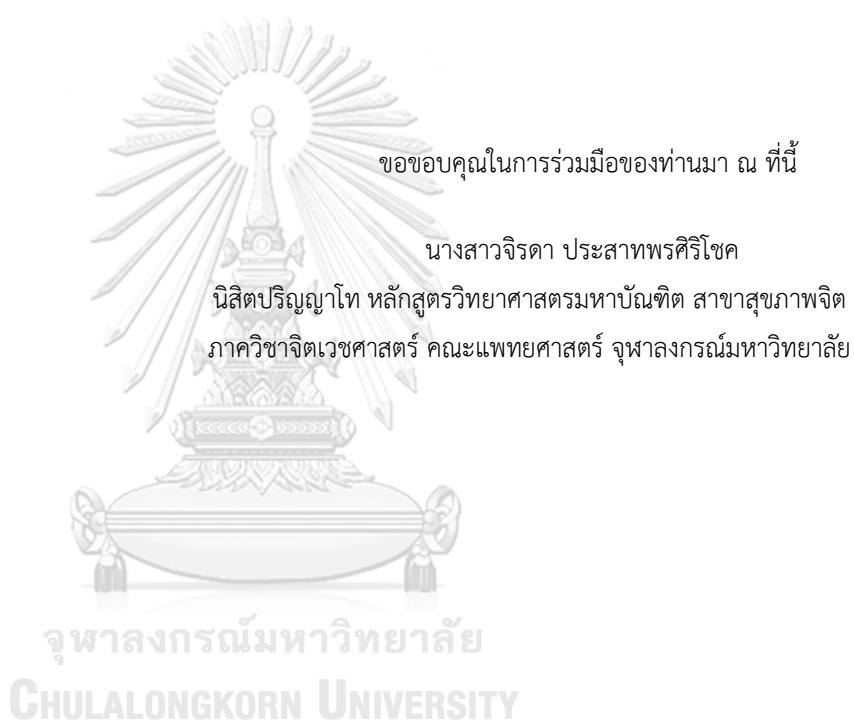 ขอขอบคุณในการร่วมมือของท่านมา ณ ที่นี้
นางสาวจิรดา ประสาทพรศิริโชค
นิสิตปริญญาโท หลักสูตรวิทยาศาสตรมหาบัณฑิต สาขาสุขภาพจิต
ภาควิชาจิตเวชศาสตร์ คณะแพทยศาสตร์ จุฬาลงกรณ์มหาวิทยาลัย
จุฬาลงกรณ์มหาวิทยาลัย
CHULALONGKORN UNIVERSITY